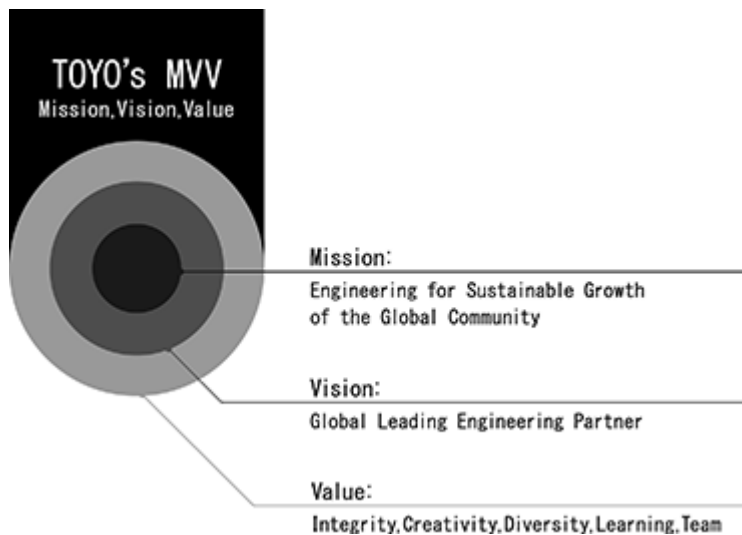 TOYO's MVV
Mission,Vision,Value
Mission:
Engineering for Sustainable Growth
of the Global Community
Vision:
Global Leading Engineering Partner
Value:
Integrity,Creativity,Diversity,Learning,Team